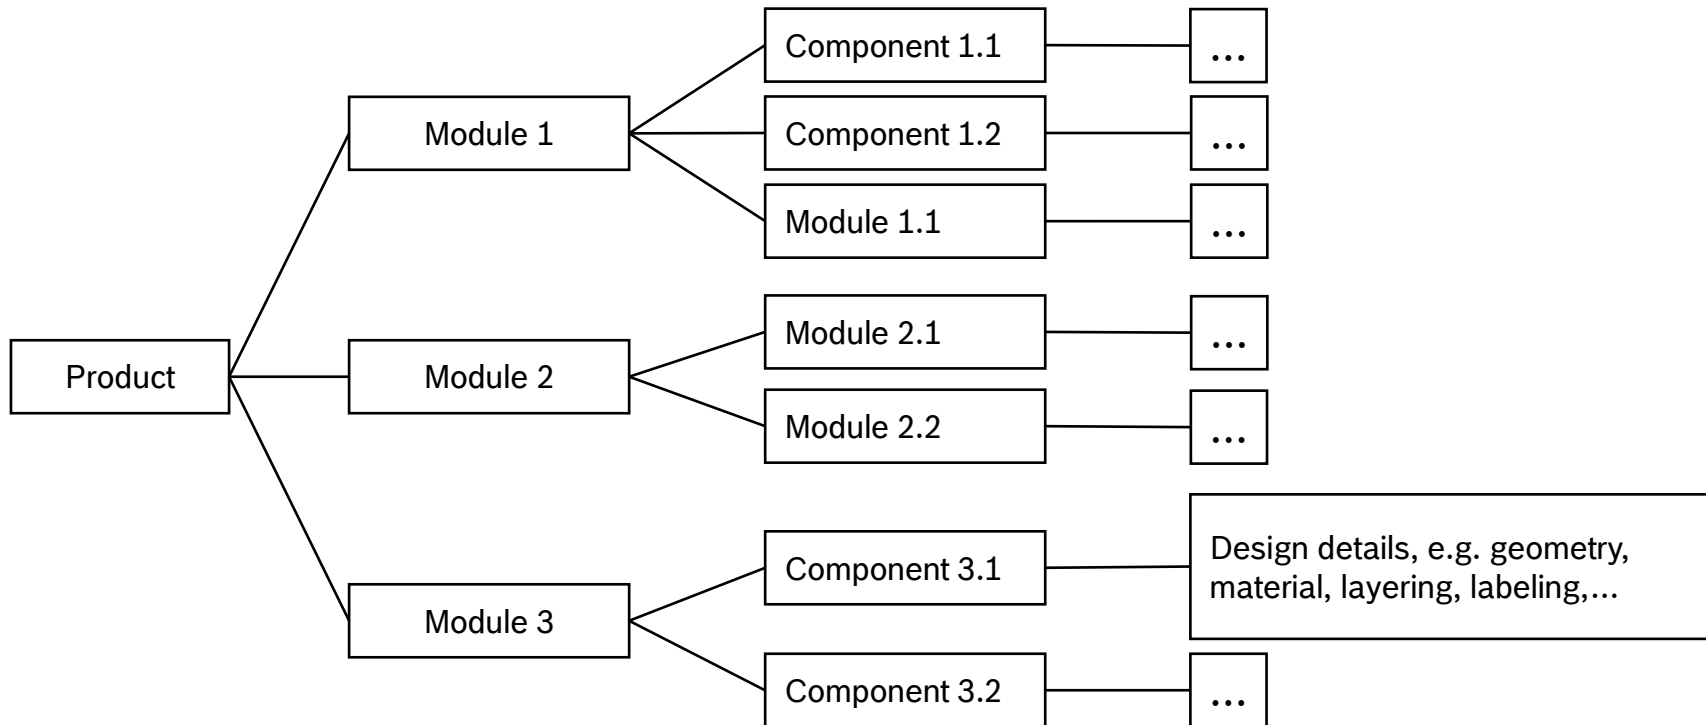 Product
Module 1
Component 1.1
...
Component 1.2
...
Module 1.1
...
Module 2
Module 2.1
...
Module 2.2
...
Module 3
Component 3.1
Design details, e.g. geometry,
material, layering, labeling,...
Component 3.2
...